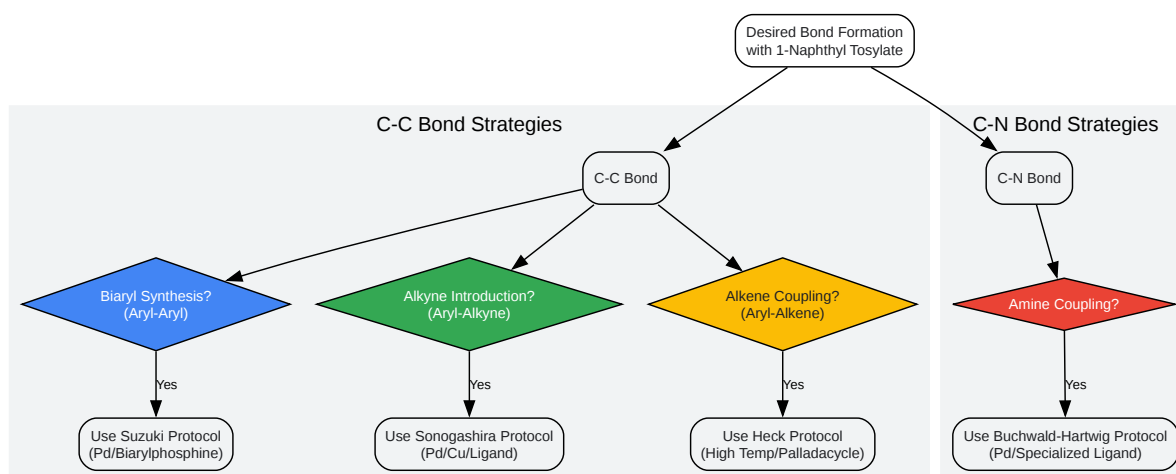 Desired Bond Formation
with 1-Naphthyl Tosylate
C-C Bond Strategies
C-N Bond Strategies
C-C Bond
C-N Bond
Biaryl Synthesis?
(Aryl-Aryl)
Alkyne Introduction?
(Aryl-Alkyne)
Alkene Coupling?
(Aryl-Alkene)
Amine Coupling?
Yes
Yes
Yes
Yes
Use Suzuki Protocol
(Pd/Biarylphosphine)
Use Sonogashira Protocol
(Pd/Cu/Ligand)
Use Heck Protocol
(High Temp/Palladacycle)
Use Buchwald-Hartwig Protocol
(Pd/Specialized Ligand)